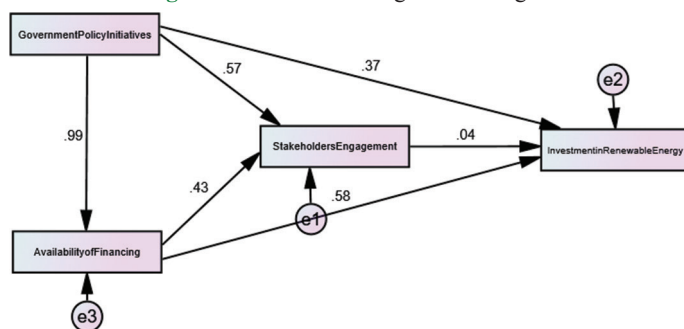 GovernmentPolicyInitiatives
.57
.37
e2
.99
StakeholdersEngagement
.04
InvestmentinRenewableEnergy
.43
e1
.58
AvailabilityofFinancing
e3